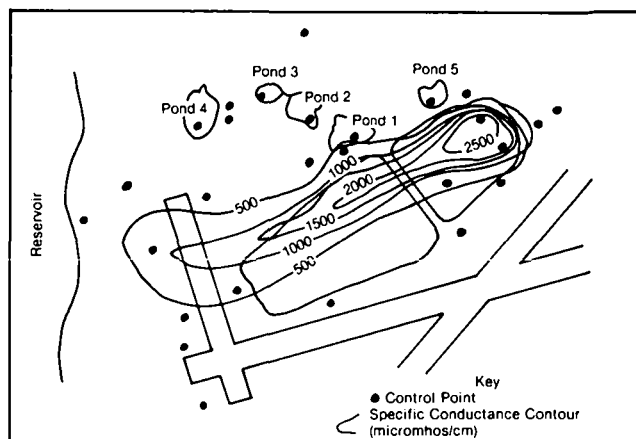 Pond 3
Pond 5
Pond 4
Pond 2
Pond 1
2500
1000
2000
500
1500
1000
500
Reservoir
Key
Control Point
Specific Conductance Contour
(micromhos/cm)